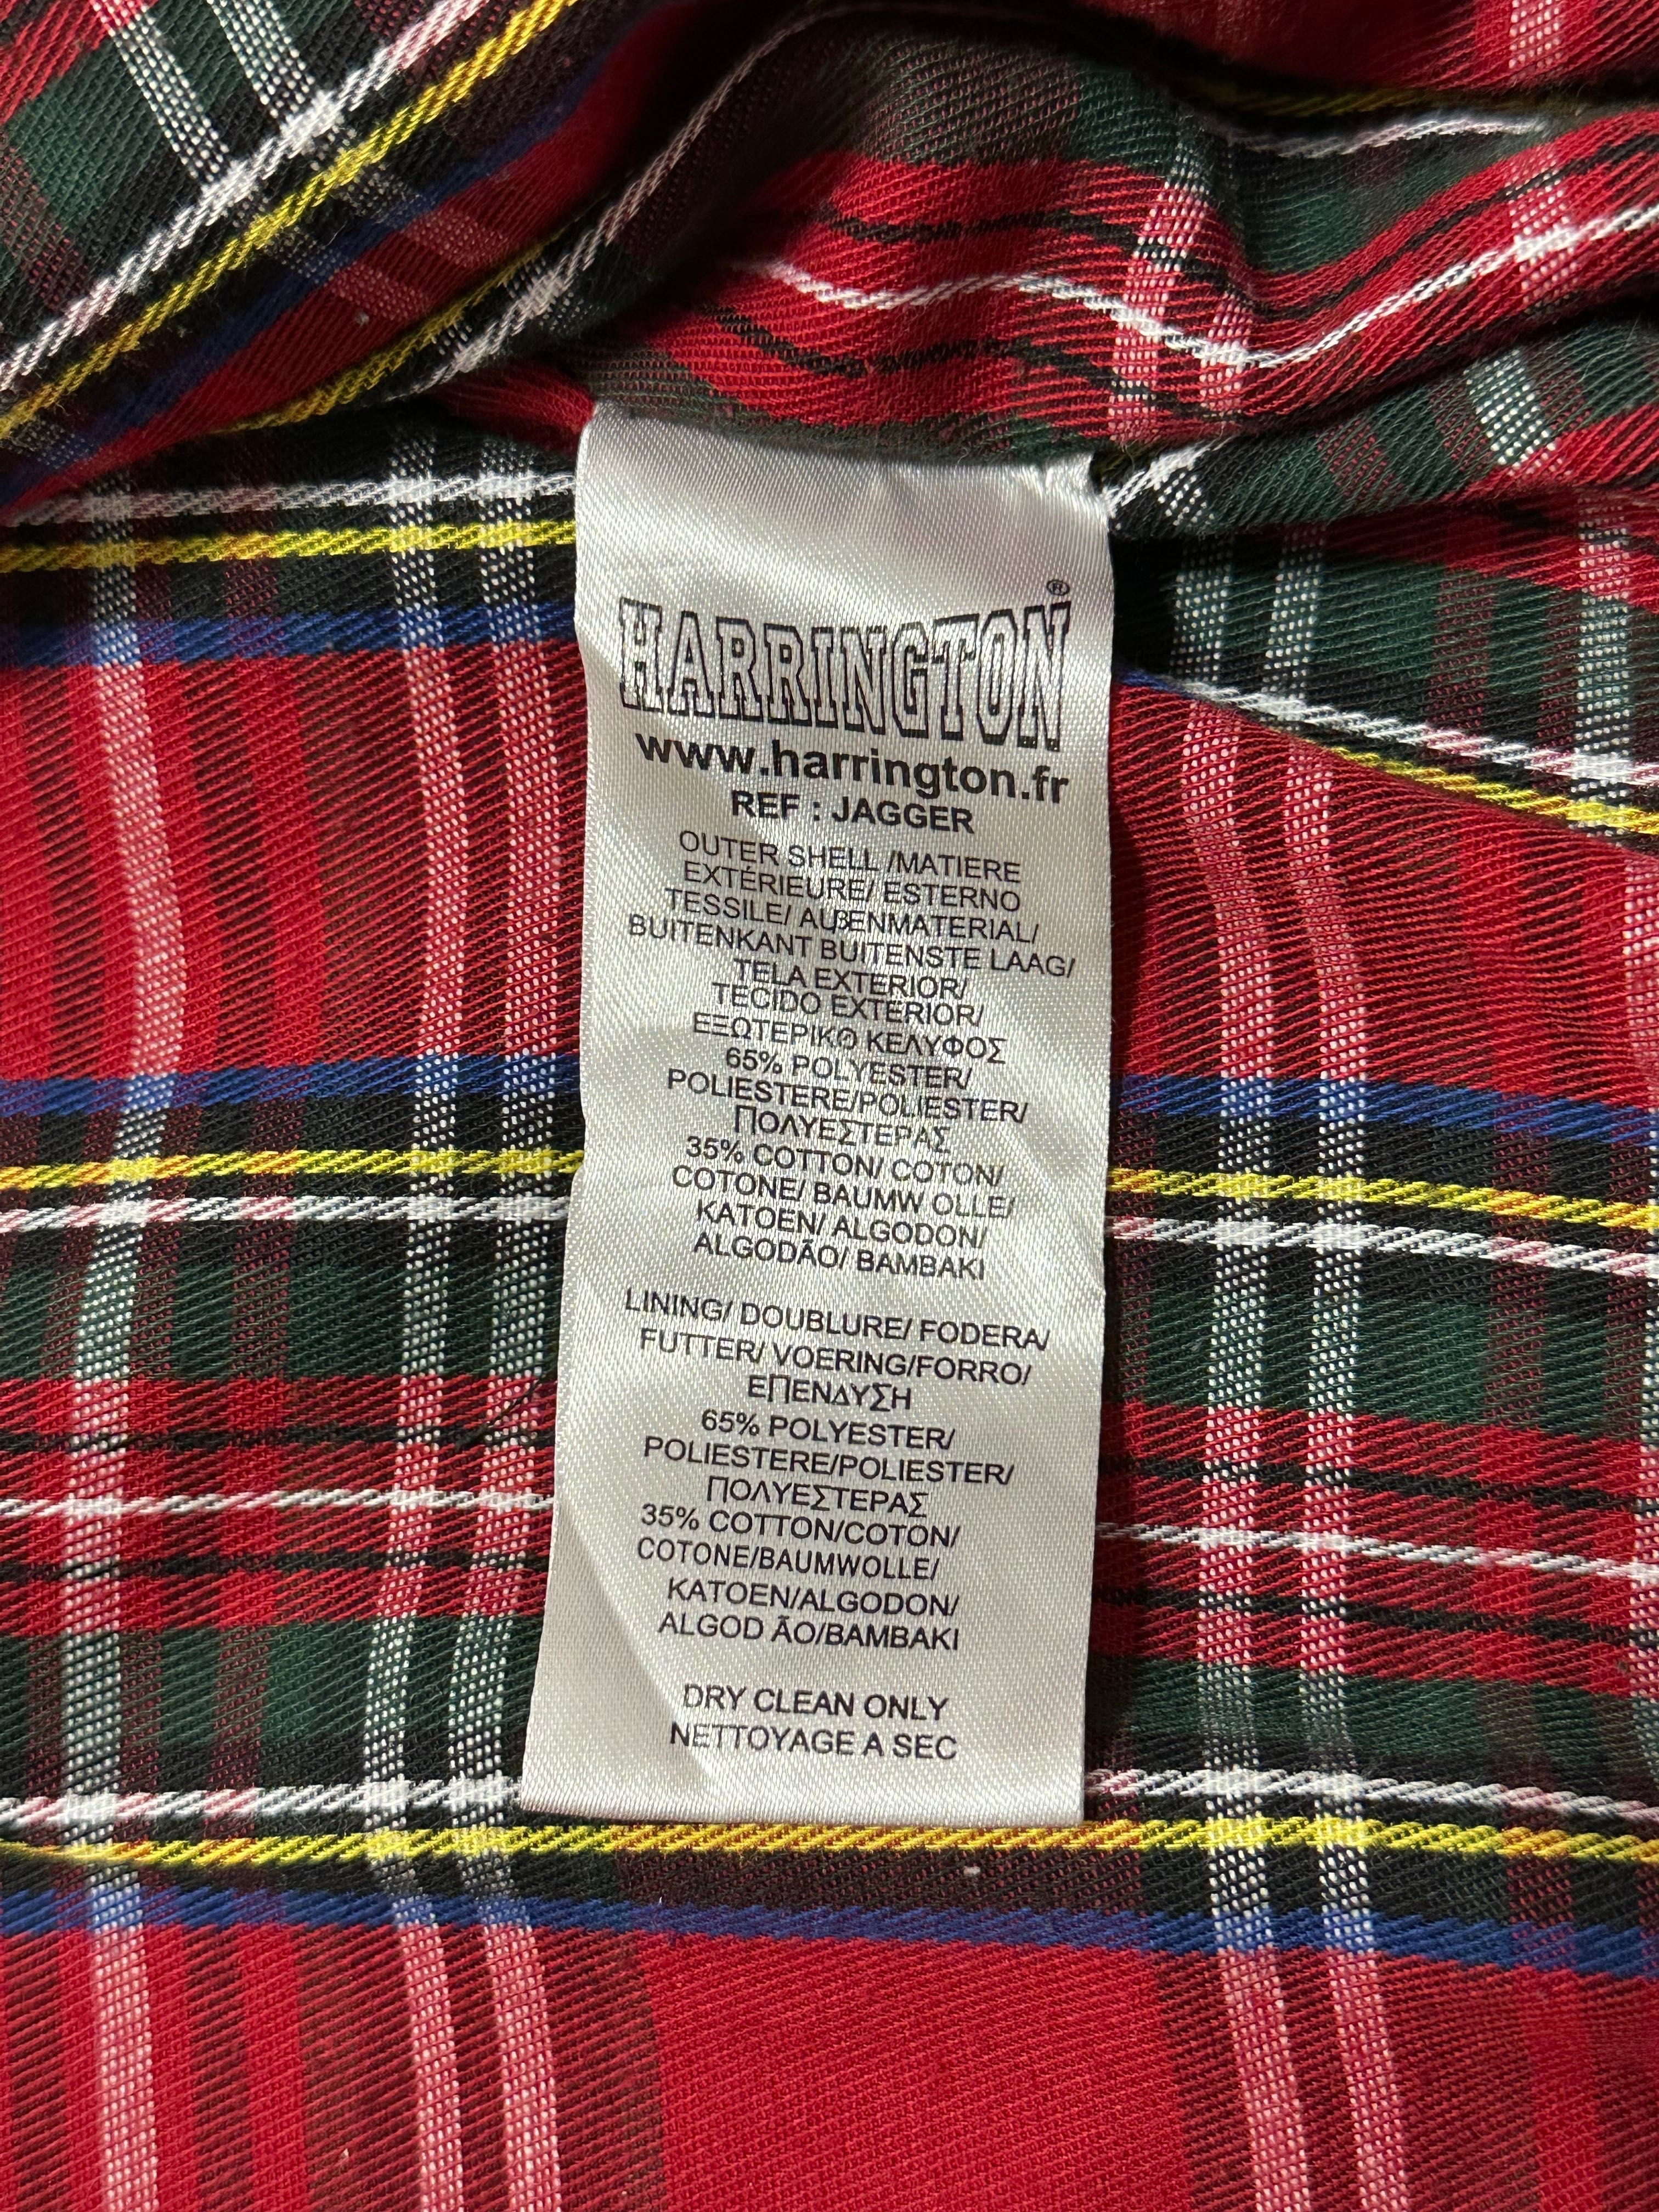 HARRINGTON®
www.harrington.fr
REF : JAGGER
OUTER SHELL /MATIERE
EXTÉRIEURE/ ESTERNO
TESSILE/ AUßENMATERIAL/
BUITENKANT BUITENSTE LAAG/
TELA EXTERIOR/
TECIDO EXTERIOR/
ΕΞΩΤΕΡΙΚΘ ΚΕΛΥΦΟΣ
65% POLYESTER/
POLIESTERE/POLIESTER/
ΠΟΛΥΕΣΤΕΡΑΣ
35% COTTON/ COTON/
COTONE/ BAUMW OLLE/
KATOEN/ ALGODON/
ALGODÃO/ BAMBAKI
LINING/ DOUBLURE/ FODERA/
FUTTER/ VOERING/FORRO/
ΕΠΕΝΔΥΣΗ
65% POLYESTER/
POLIESTERE/POLIESTER/
ΠΟΛΥΕΣΤΕΡΑΣ
35% COTTON/COTON/
COTONE/BAUMWOLLE/
KATOEN/ALGODON/
ALGOD ÃO/BAMBAKI
DRY CLEAN ONLY
NETTOYAGE A SEC